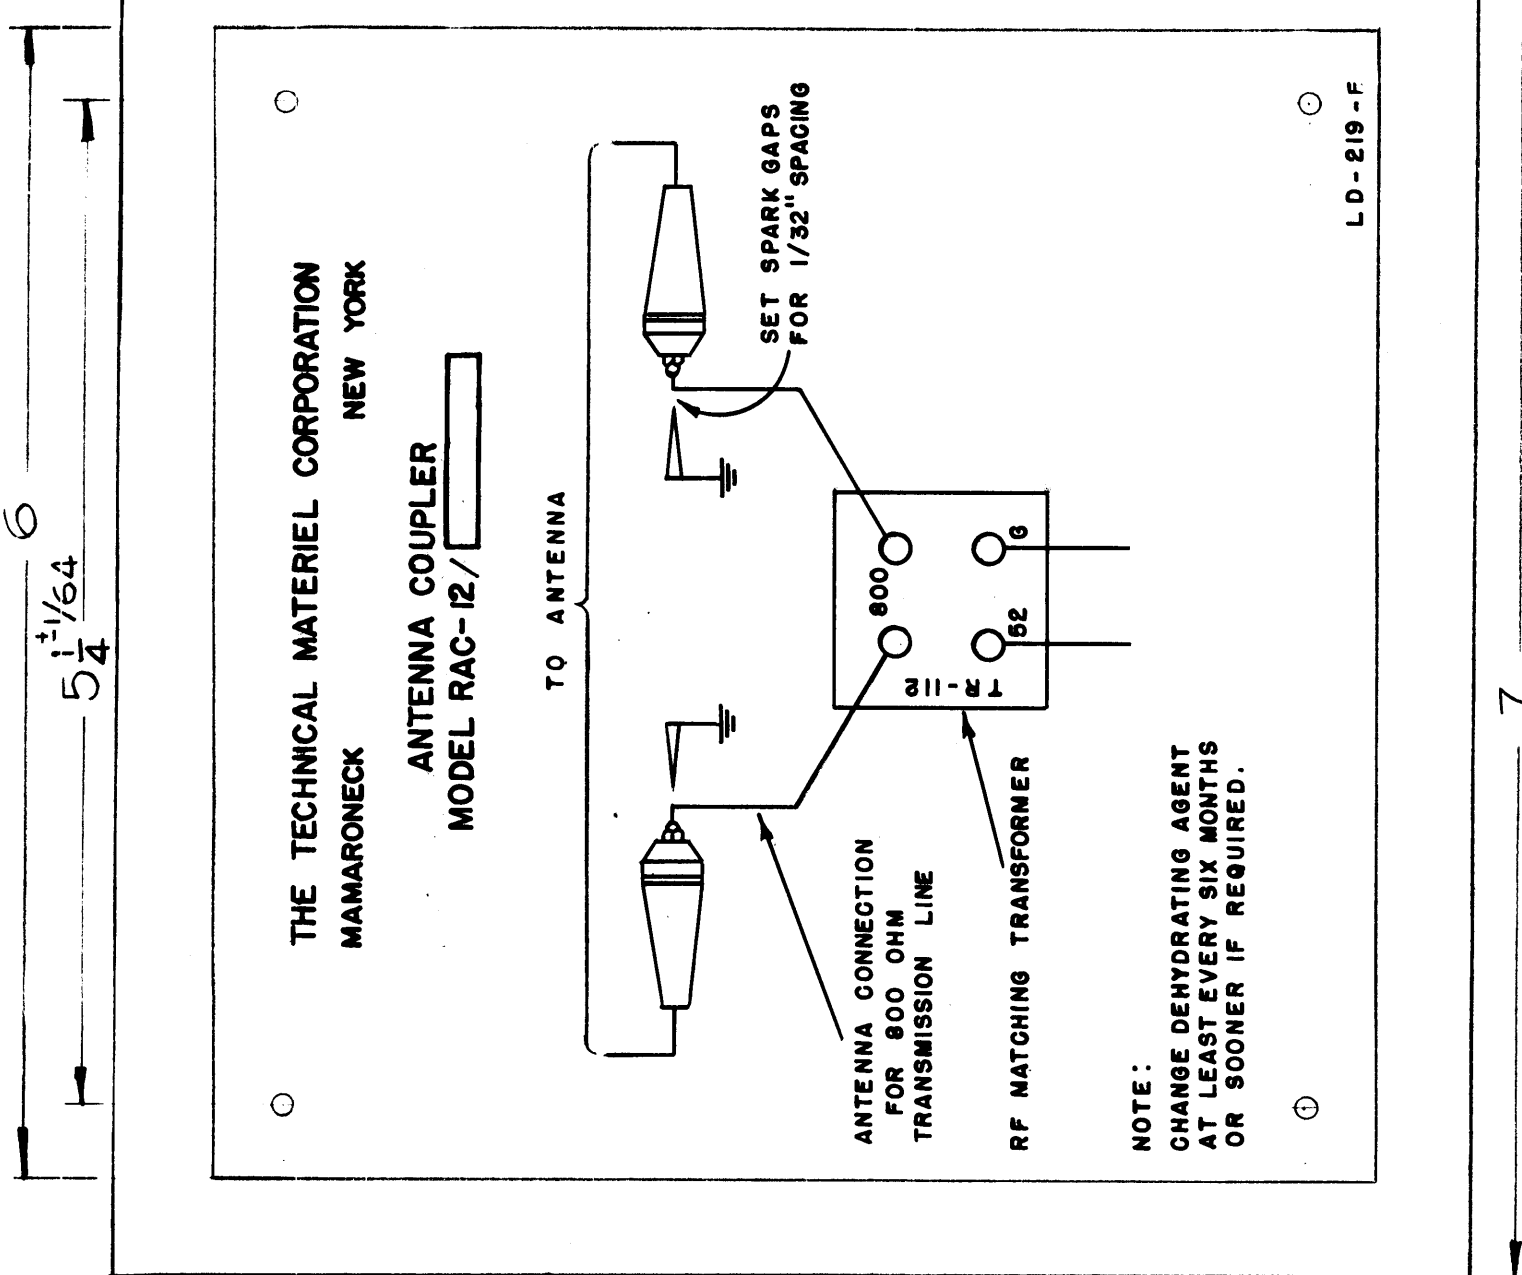 THE TECHNICAL MATERIEL CORPORATION
MAMARONECK NEW YORK
ANTENNA COUPLER
MODEL RAC-12/
TO ANTENNA
SET SPARK GAPS
FOR 1/32" SPACING
800
52
G
TR-112
ANTENNA CONNECTION
FOR 800 OHM
TRANSMISSION LINE
RF MATCHING TRANSFORMER
NOTE:
CHANGE DEHYDRATING AGENT
AT LEAST EVERY SIX MONTHS
OR SOONER IF REQUIRED.
LD-219-F
6
5 1/4 ±1/64
7